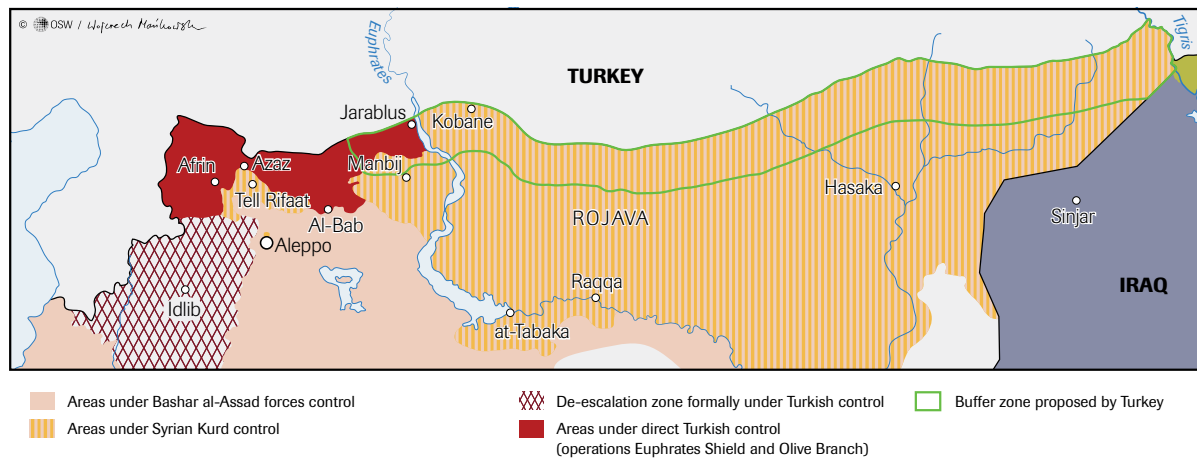 © OSW / Wojciech Mańkowski
Euphrates
Tigris
TURKEY
Jarablus
Kobane
Azaz
Afrin
Manbij
Tell Rifaat
Hasaka
Al-Bab
ROJAVA
Sinjar
Aleppo
Raqqa
IRAQ
Idlib
at-Tabaka
Areas under Bashar al-Assad forces control
Areas under Syrian Kurd control
De-escalation zone formally under Turkish control
Areas under direct Turkish control
(operations Euphrates Shield and Olive Branch)
Buffer zone proposed by Turkey